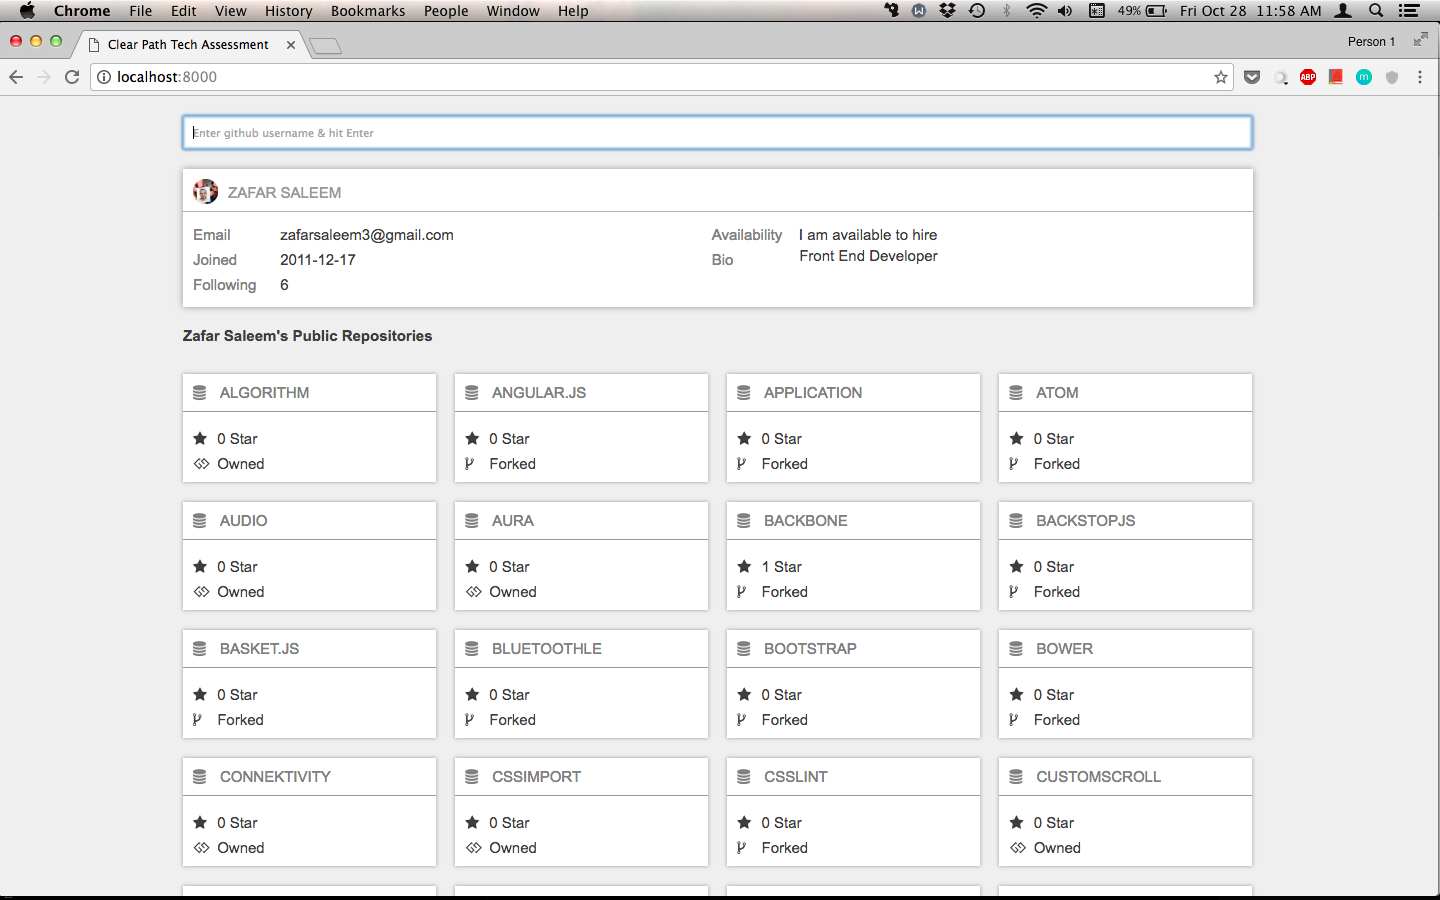 Chrome File Edit View History Bookmarks People Window Help 49% Fri Oct 28 11:58 AM
Clear Path Tech Assessment Person 1
localhost:8000 ABP m
Enter github username & hit Enter
ZAFAR SALEEM
Email zafarsaleem3@gmail.com Availability I am available to hire
Joined 2011-12-17 Bio Front End Developer
Following 6
Zafar Saleem's Public Repositories
ALGORITHM ANGULAR.JS APPLICATION ATOM
0 Star 0 Star 0 Star 0 Star
Owned Forked Forked Forked
AUDIO AURA BACKBONE BACKSTOPJS
0 Star 0 Star 1 Star 0 Star
Owned Owned Forked Forked
BASKET.JS BLUETOOTHLE BOOTSTRAP BOWER
0 Star 0 Star 0 Star 0 Star
Forked Forked Forked Forked
CONNEKTIVITY CSSIMPORT CSSLINT CUSTOMSCROLL
0 Star 0 Star 0 Star 0 Star
Owned Owned Forked Owned